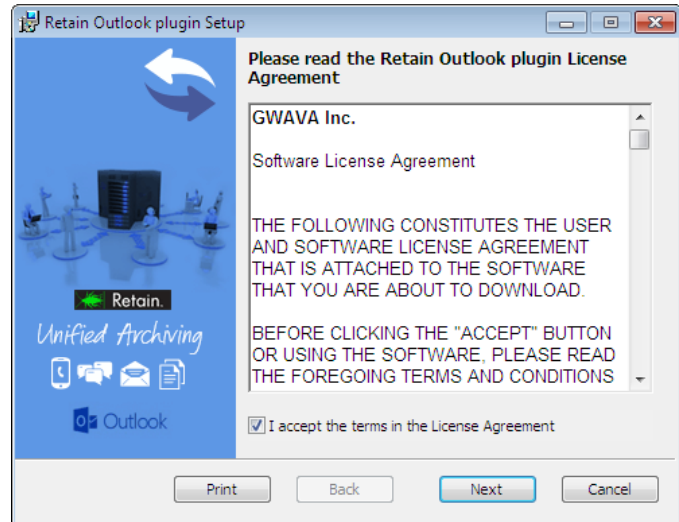 Retain Outlook plugin Setup
Please read the Retain Outlook plugin License
Agreement
GWAVA Inc.
Software License Agreement
THE FOLLOWING CONSTITUTES THE USER
AND SOFTWARE LICENSE AGREEMENT
THAT IS ATTACHED TO THE SOFTWARE
THAT YOU ARE ABOUT TO DOWNLOAD.
BEFORE CLICKING THE "ACCEPT" BUTTON
OR USING THE SOFTWARE, PLEASE READ
THE FOREGOING TERMS AND CONDITIONS
Retain.
Unified Archiving
Outlook
I accept the terms in the License Agreement
Print
Back
Next
Cancel